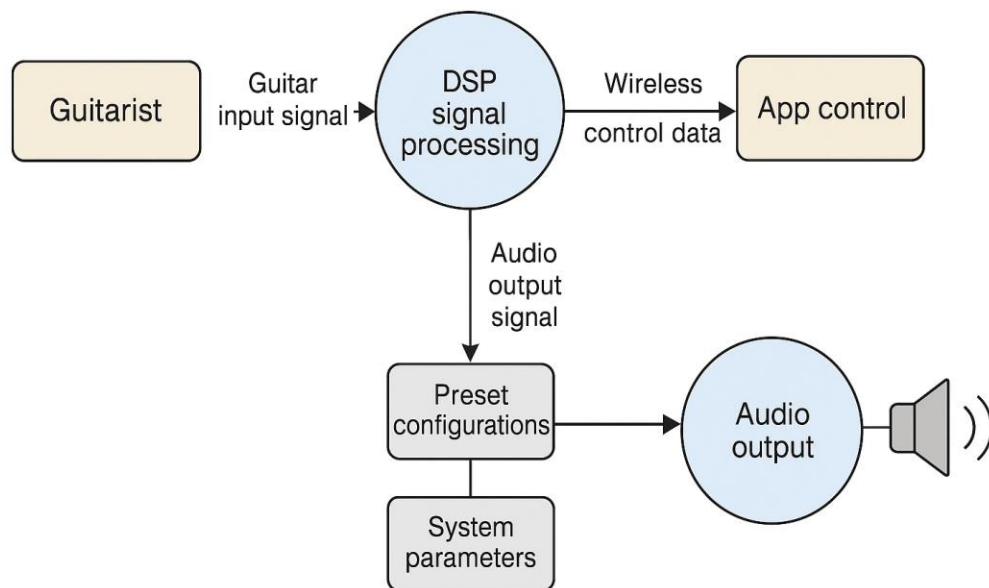 Guitarist
Guitar
input signal
DSP
signal
processing
Wireless
control data
App control
Audio
output
signal
Preset
configurations
Audio
output
System
parameters